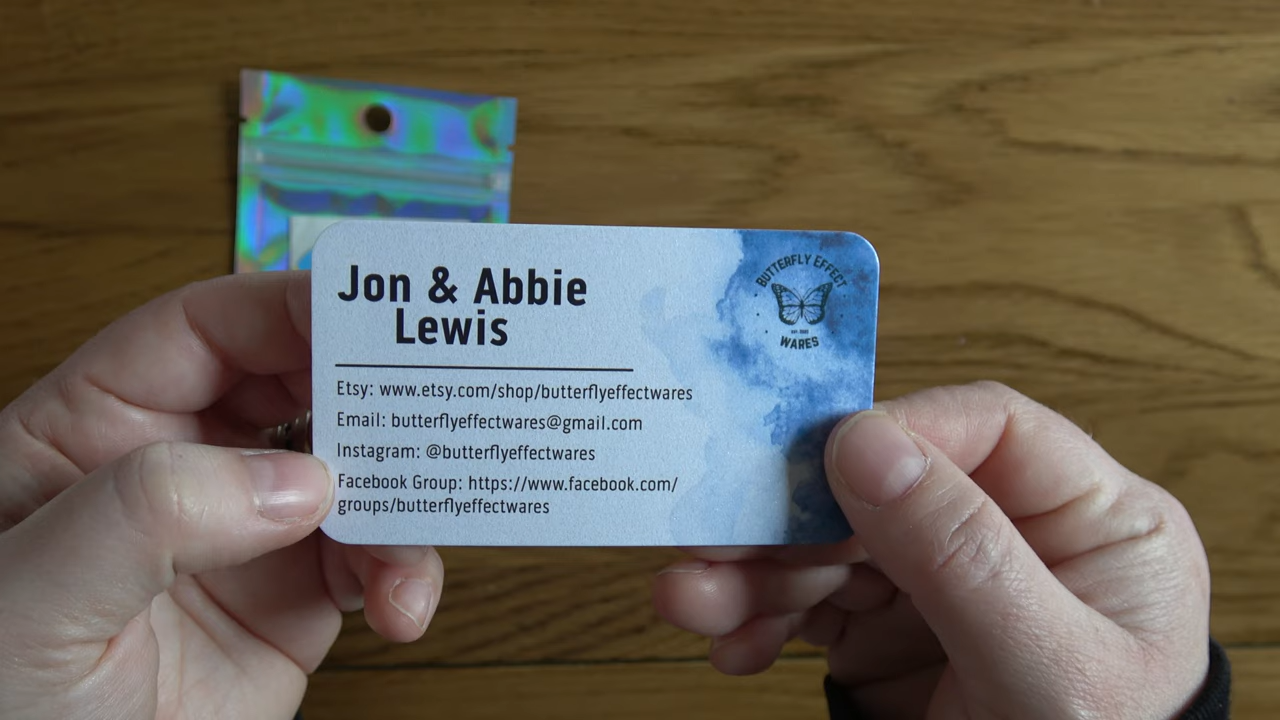 Jon & Abbie
Lewis
Etsy: www.etsy.com/shop/butterflyeffectwares
Email: butterflyeffectwares@gmail.com
Instagram: @butterflyeffectwares
Facebook Group: https://www.facebook.com/
groups/butterflyeffectwares
BUTTERFLY EFFECT
WARES